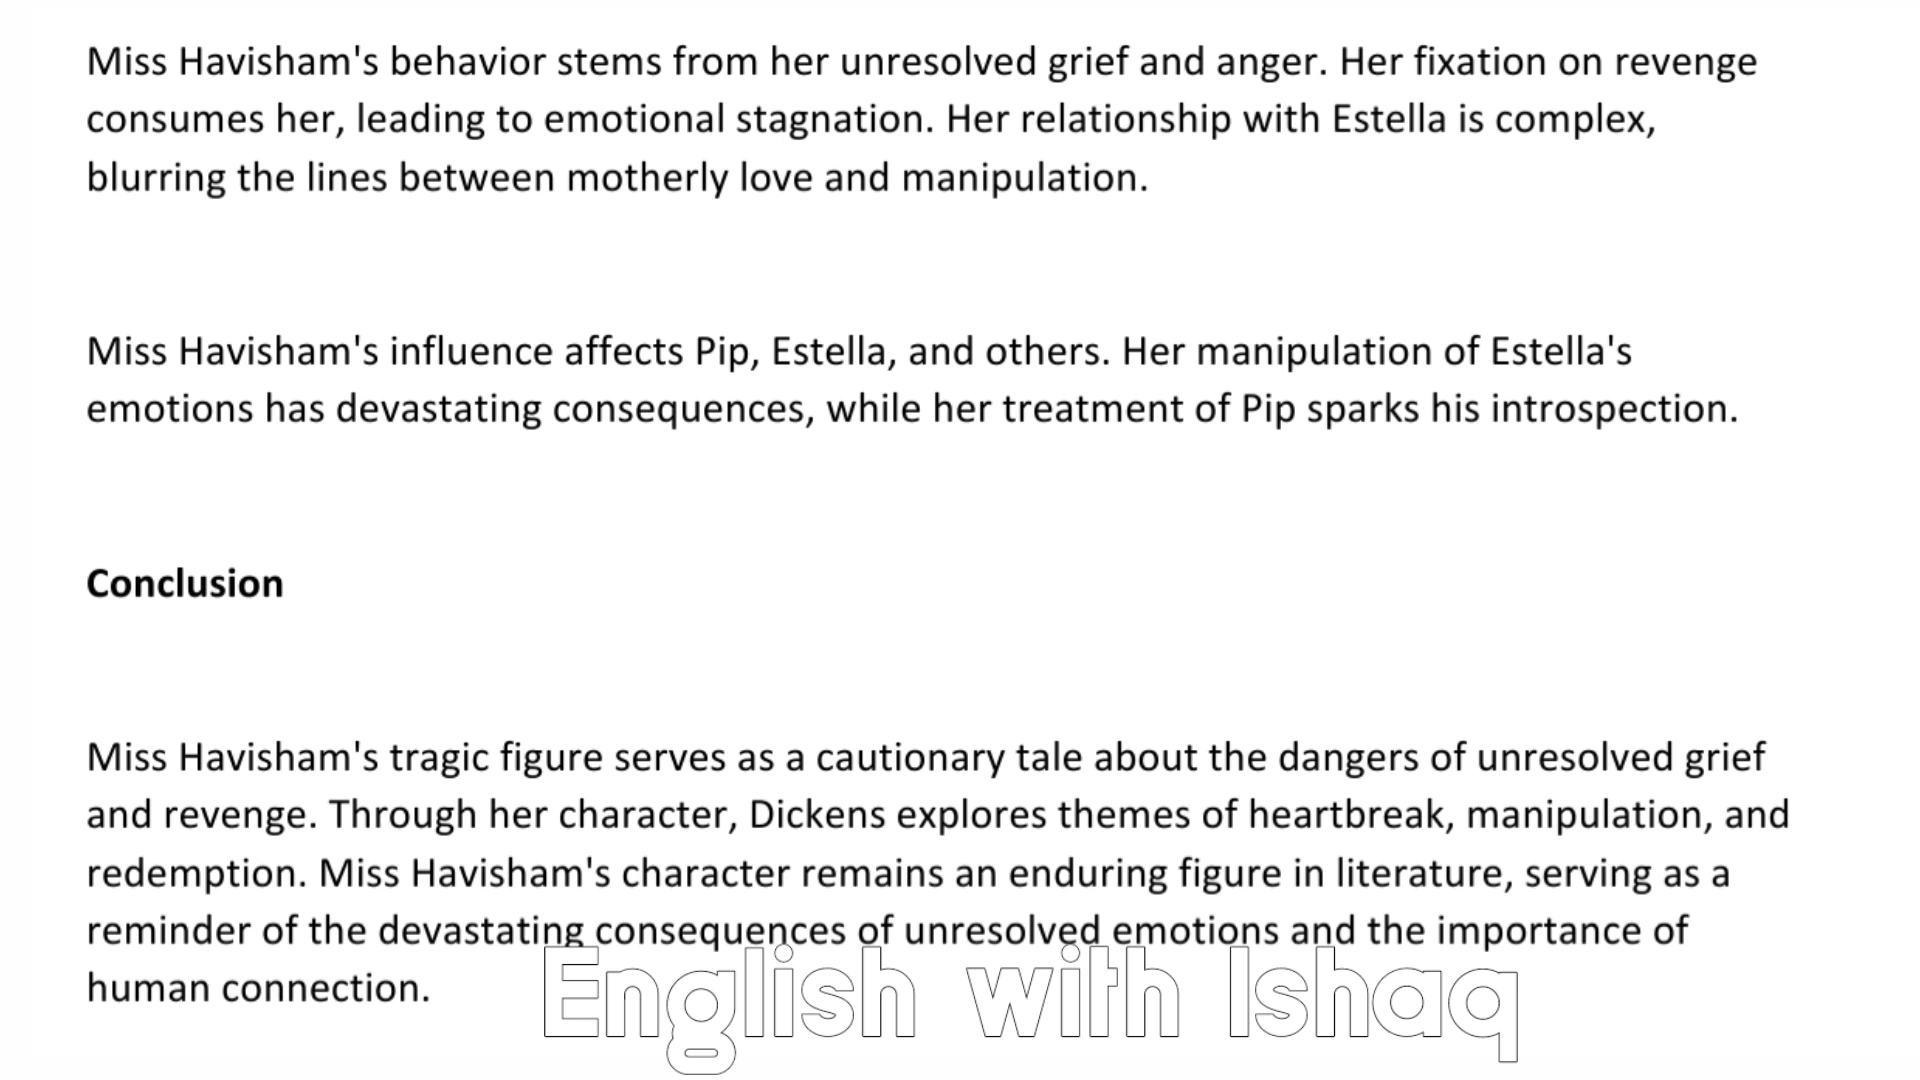 Miss Havisham's behavior stems from her unresolved grief and anger. Her fixation on revenge
consumes her, leading to emotional stagnation. Her relationship with Estella is complex,
blurring the lines between motherly love and manipulation.
Miss Havisham's influence affects Pip, Estella, and others. Her manipulation of Estella's
emotions has devastating consequences, while her treatment of Pip sparks his introspection.
Conclusion
Miss Havisham's tragic figure serves as a cautionary tale about the dangers of unresolved grief
and revenge. Through her character, Dickens explores themes of heartbreak, manipulation, and
redemption. Miss Havisham's character remains an enduring figure in literature, serving as a
reminder of the devastating consequences of unresolved emotions and the importance of
human connection.
English with Ishaq